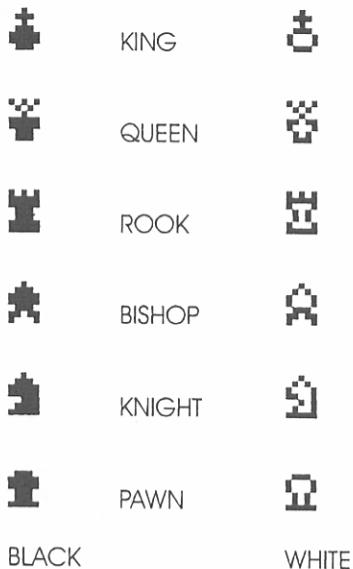 KING
QUEEN
ROOK
BISHOP
KNIGHT
PAWN
BLACK WHITE